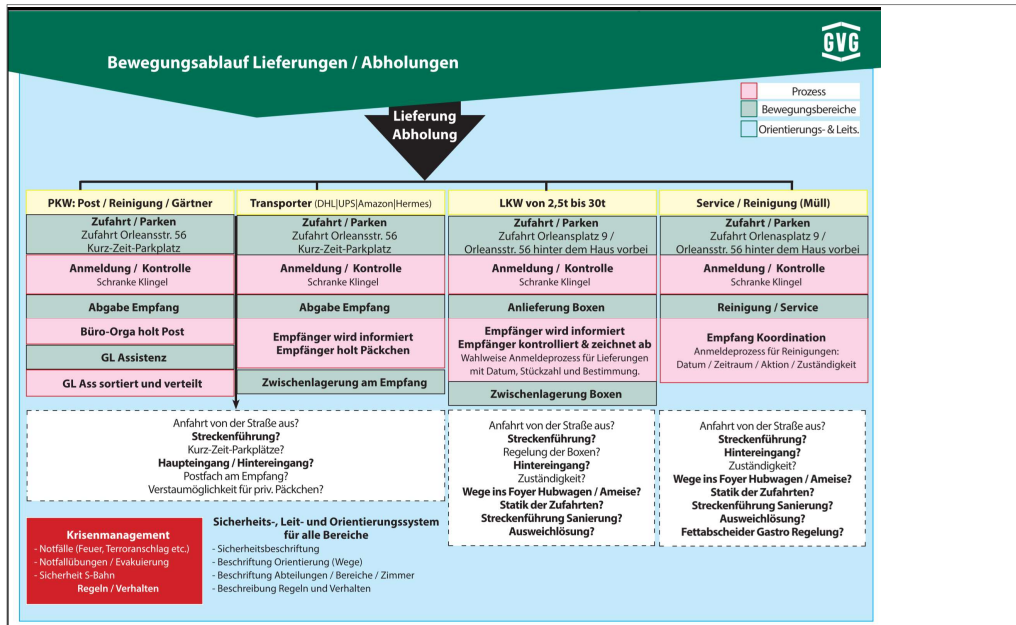 GVG
Bewegungsablauf Lieferungen / Abholungen
Prozess
Bewegungsbereiche
Orientierungs- & Leits.
Lieferung
Abholung
PKW: Post / Reinigung / Gärtner
Zufahrt / Parken
Zufahrt Orleansstr. 56
Kurz-Zeit-Parkplatz
Anmeldung / Kontrolle
Schranke Klingel
Abgabe Empfang
Büro-Orga holt Post
GL Assistenz
GL Ass sortiert und verteilt
Transporter (DHL|UPS|Amazon|Hermes)
Zufahrt / Parken
Zufahrt Orleansstr. 56
Kurz-Zeit-Parkplatz
Anmeldung / Kontrolle
Schranke Klingel
Abgabe Empfang
Empfänger wird informiert
Empfänger holt Päckchen
Zwischenlagerung am Empfang
Anfahrt von der Straße aus?
Streckenführung?
Kurz-Zeit-Parkplätze?
Haupteingang / Hintereingang?
Postfach am Empfang?
Verstaumöglichkeit für priv. Päckchen?
LKW von 2,5t bis 30t
Zufahrt / Parken
Zufahrt Orleansplatz 9 /
Orleansstr. 56 hinter dem Haus vorbei
Anmeldung / Kontrolle
Schranke Klingel
Anlieferung Boxen
Empfänger wird informiert
Empfänger kontrolliert & zeichnet ab
Wahlweise Anmeldeprozess für Lieferungen
mit Datum, Stückzahl und Bestimmung.
Zwischenlagerung Boxen
Anfahrt von der Straße aus?
Streckenführung?
Regelung der Boxen?
Hintereingang?
Zuständigkeit?
Wege ins Foyer Hubwagen / Ameise?
Statik der Zufahrten?
Streckenführung Sanierung?
Ausweichlösung?
Service / Reinigung (Müll)
Zufahrt / Parken
Zufahrt Orlenasplatz 9 /
Orleansstr. 56 hinter dem Haus vorbei
Anmeldung / Kontrolle
Schranke Klingel
Reinigung / Service
Empfang Koordination
Anmeldeprozess für Reinigungen:
Datum / Zeitraum / Aktion / Zuständigkeit
Anfahrt von der Straße aus?
Streckenführung?
Hintereingang?
Zuständigkeit?
Wege ins Foyer Hubwagen / Ameise?
Statik der Zufahrten?
Streckenführung Sanierung?
Ausweichlösung?
Fettabscheider Gastro Regelung?
Krisenmanagement
- Notfälle (Feuer, Terroranschlag etc.)
- Notfallübungen / Evakuierung
- Sicherheit S-Bahn
Regeln / Verhalten
Sicherheits-, Leit- und Orientierungssystem
für alle Bereiche
- Sicherheitsbeschriftung
- Beschriftung Orientierung (Wege)
- Beschriftung Abteilungen / Bereiche / Zimmer
- Beschreibung Regeln und Verhalten